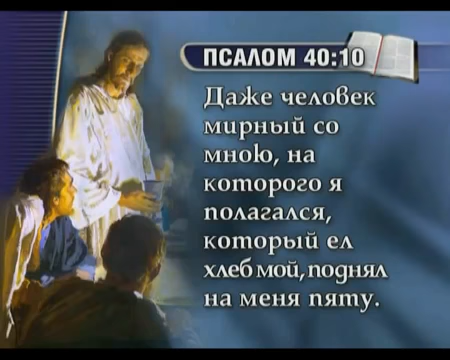 ПСАЛОМ 40:10
Даже человек
мирный со
мною, на
которого я
полагался,
который ел
хлеб мой, поднял
на меня пяту.